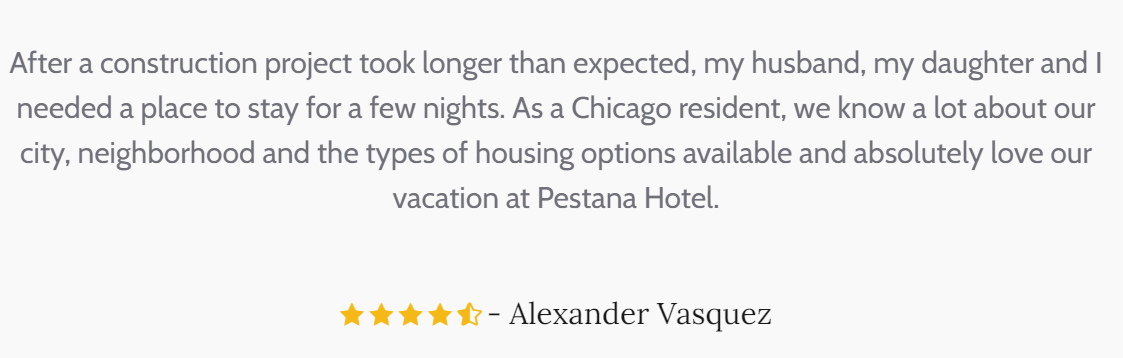 After a construction project took longer than expected, my husband, my daughter and I
needed a place to stay for a few nights. As a Chicago resident, we know a lot about our
city, neighborhood and the types of housing options available and absolutely love our
vacation at Pestana Hotel.
- Alexander Vasquez